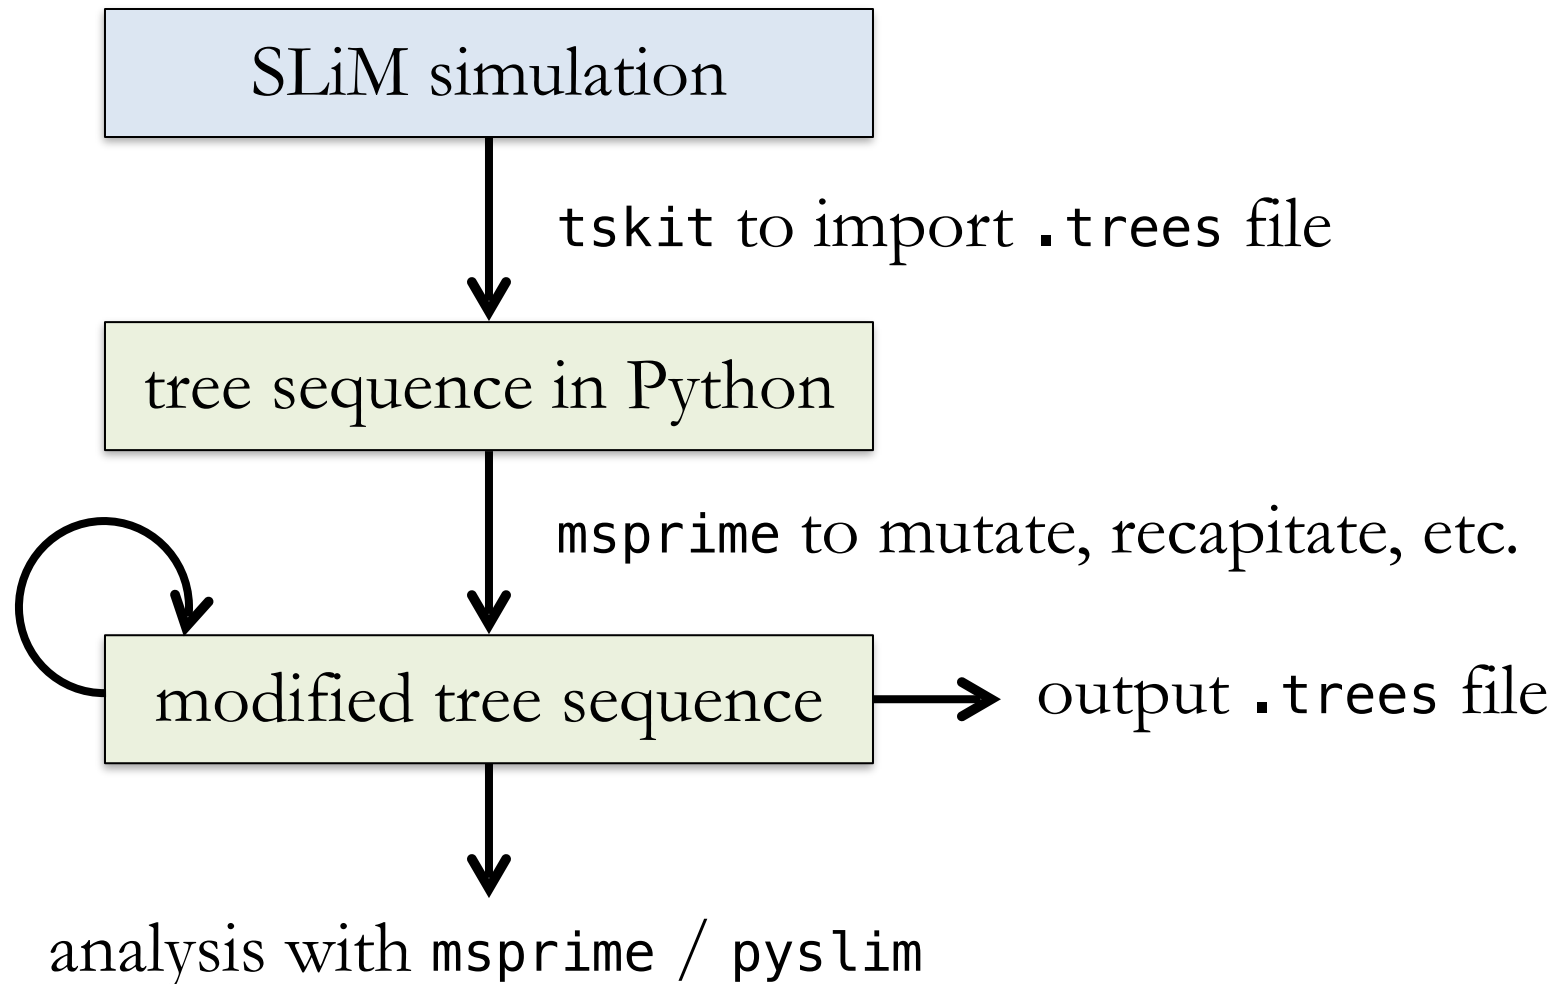 SLiM simulation
tskit to import .trees file
tree sequence in Python
msprime to mutate, recapitate, etc.
modified tree sequence
output .trees file
analysis with msprime / pyslim